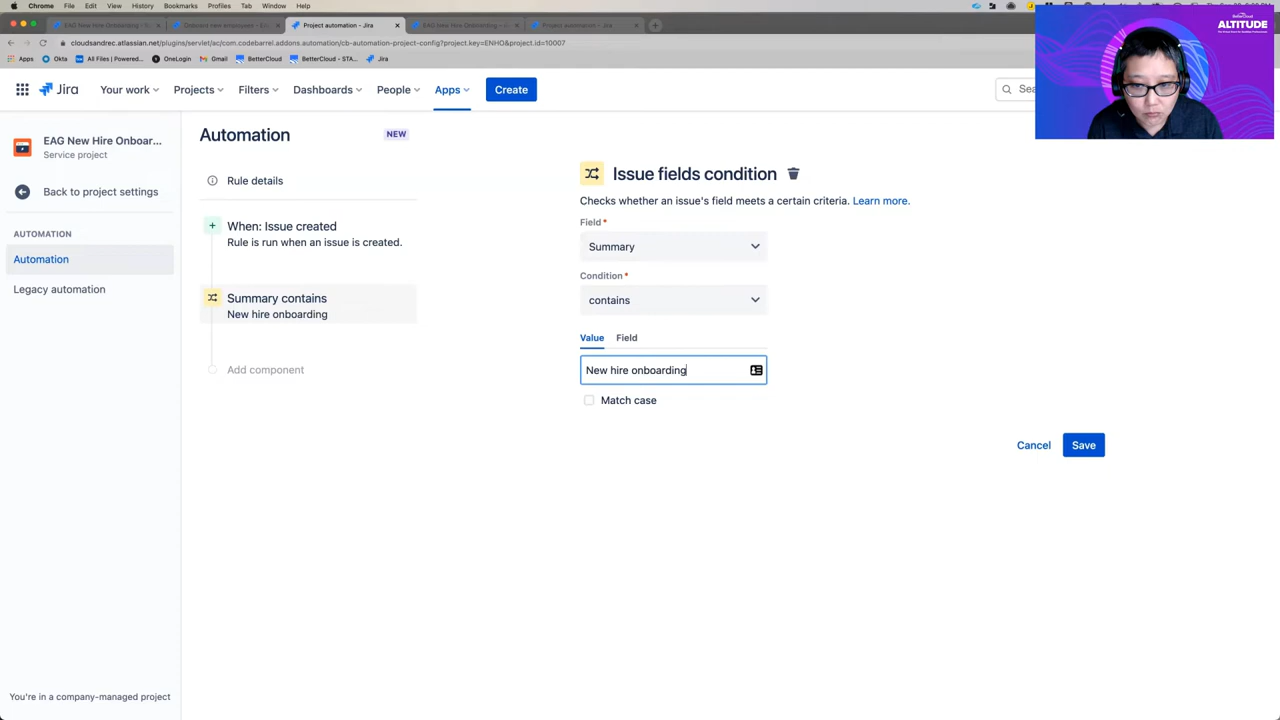 Chrome File Edit View History Bookmarks Profiles Tab Window Help
EAG New Hire Onboarding - Onboard new employees - Project automation - Jira EAG New Hire Onboarding - Project automation - Jira
cloudsandrec.atlassian.net/plugins/servlet/ac/com.codebarrel.addons.automation/cb-automation-project-config?project.key=ENHO&project.id=10007
Apps Okta All Files | Powered... OneLogin Gmail BetterCloud BetterCloud - STA... Jira
BetterCloud
ALTITUDE
Jira Your work Projects Filters Dashboards People Apps Create Sea
EAG New Hire Onboar...
Service project
Back to project settings
AUTOMATION
Automation
Legacy automation
You're in a company-managed project
Automation NEW
Rule details
When: Issue created
Rule is run when an issue is created.
Summary contains
New hire onboarding
Add component
Issue fields condition
Checks whether an issue's field meets a certain criteria. Learn more.
Field*
Summary
Condition*
contains
Value Field
New hire onboarding
Match case
Cancel Save